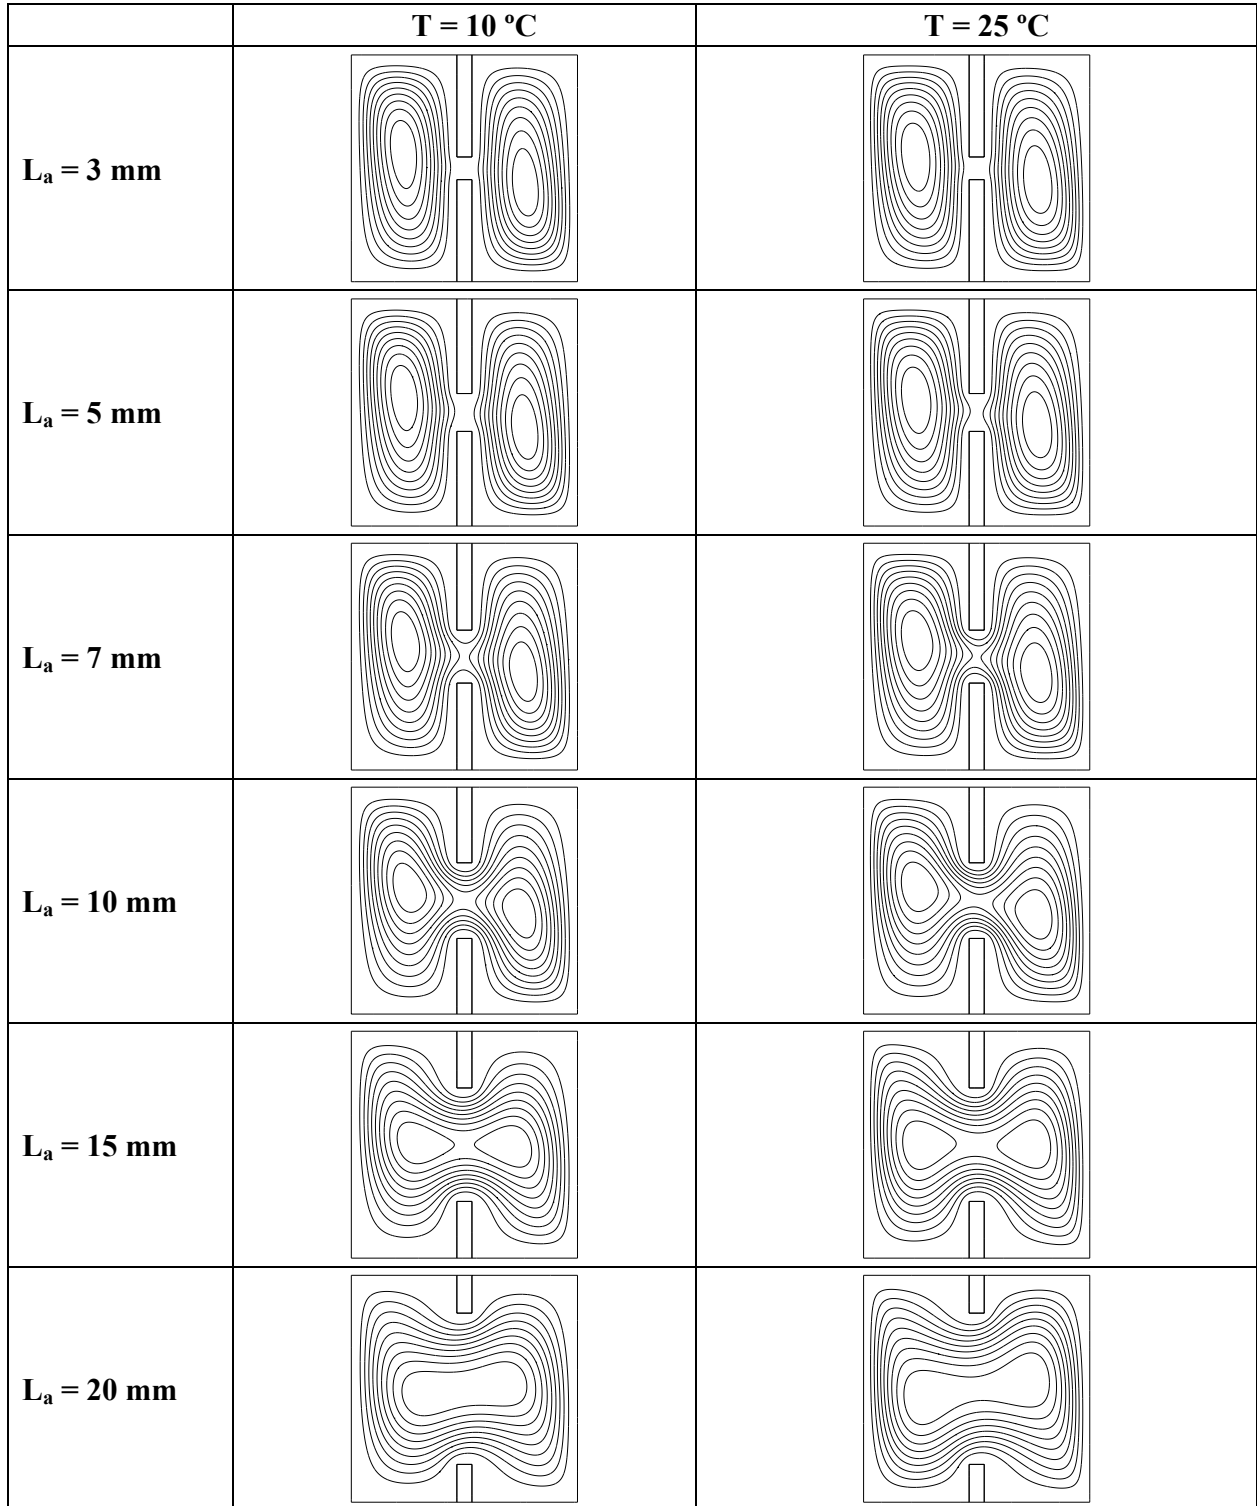 T = 10 ºC
T = 25 ºC
La = 3 mm
La = 5 mm
La = 7 mm
La = 10 mm
La = 15 mm
La = 20 mm